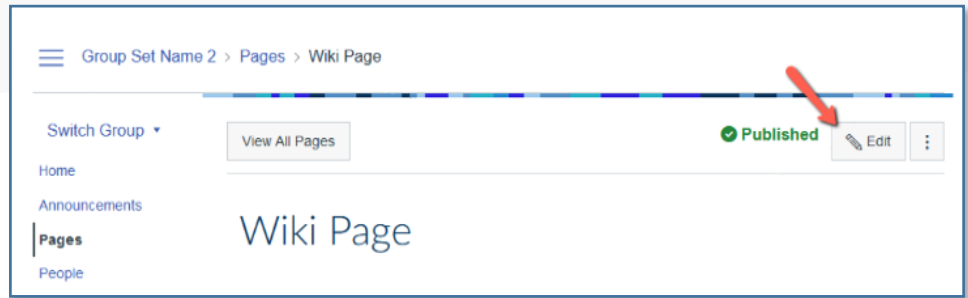 Group Set Name 2 > Pages > Wiki Page
Switch Group
View All Pages
Published
Edit
Home
Announcements
Pages
People
Wiki Page